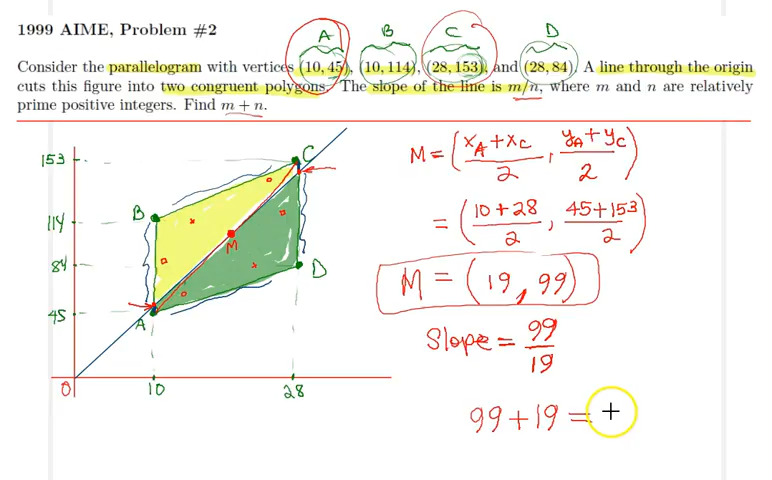 1999 AIME, Problem #2
A B C D
Consider the parallelogram with vertices (10, 45), (10, 114), (28, 153), and (28, 84). A line through the origin
cuts this figure into two congruent polygons. The slope of the line is m/n, where m and n are relatively
prime positive integers. Find m + n.
153
114
84
45
0
10
28
A
B
C
D
M
M = (xA + xC / 2 , yA + yC / 2)
= (10 + 28 / 2 , 45 + 153 / 2)
M = (19, 99)
Slope = 99/19
99 + 19 =